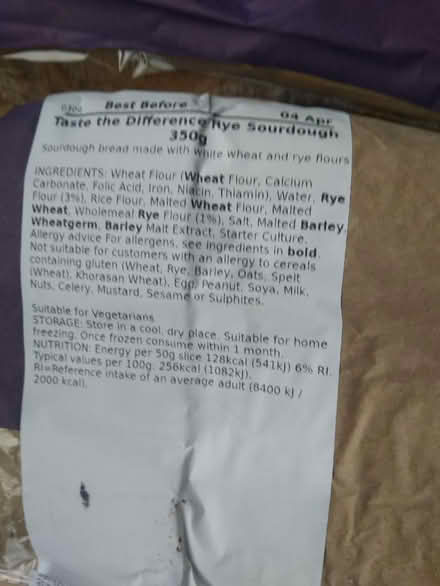 Best Before 04 Apr
Taste the Difference Rye Sourdough
350g
Sourdough bread made with white wheat and rye flours
INGREDIENTS: Wheat Flour (Wheat Flour, Calcium
Carbonate, Folic Acid, Iron, Niacin, Thiamin), Water, Rye
Flour (3%), Rice Flour, Malted Wheat Flour, Malted
Wheat, Wholemeal Rye Flour (1%), Salt, Malted Barley,
Wheatgerm, Barley Malt Extract, Starter Culture.
Allergy advice For allergens, see ingredients in bold.
Not suitable for customers with an allergy to cereals
containing gluten (Wheat, Rye, Barley, Oats, Spelt
(Wheat), Khorasan Wheat), Egg, Peanut, Soya, Milk,
Nuts, Celery, Mustard, Sesame or Sulphites.
Suitable for Vegetarians
STORAGE: Store in a cool, dry place. Suitable for home
freezing. Once frozen consume within 1 month.
NUTRITION: Energy per 50g slice 128kcal (541kJ) 6% RI.
Typical values per 100g: 256kcal (1082kJ).
RI=Reference intake of an average adult (8400 kJ /
2000 kcal).